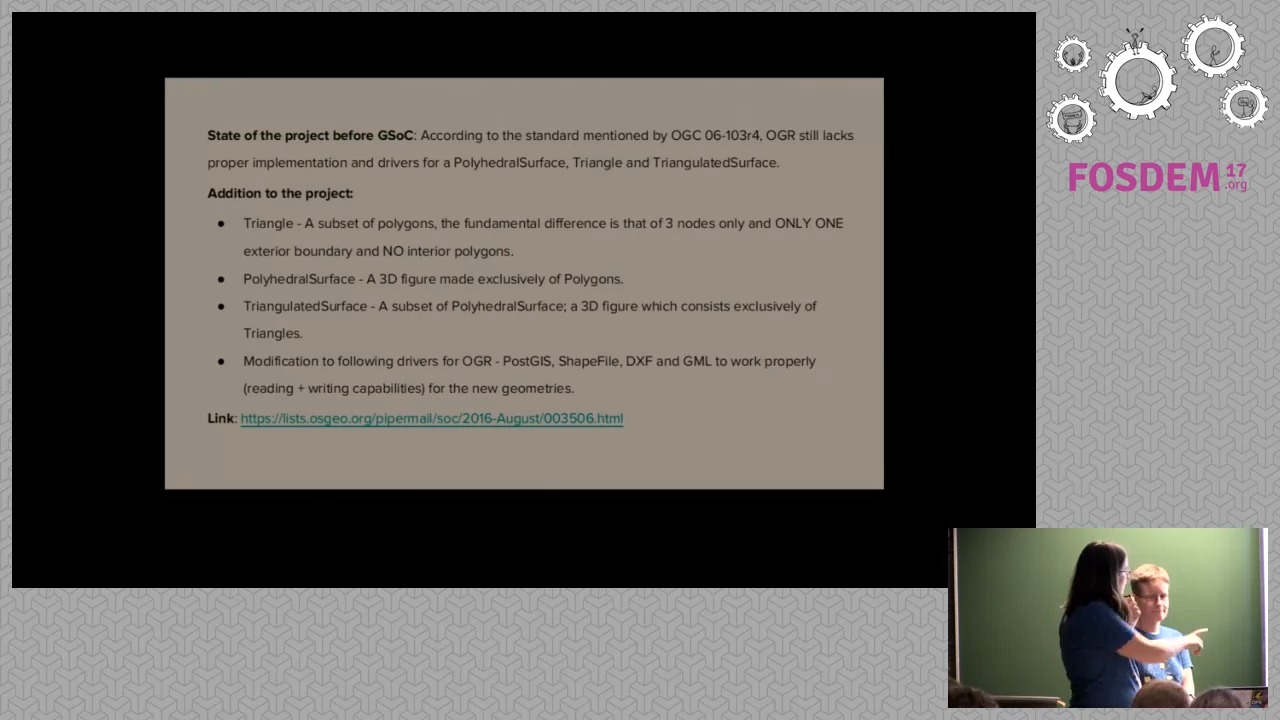 State of the project before GSoC: According to the standard mentioned by OGC 06-103r4, OGR still lacks
proper implementation and drivers for a PolyhedralSurface, Triangle and TriangulatedSurface.
Addition to the project:
● Triangle - A subset of polygons, the fundamental difference is that of 3 nodes only and ONLY ONE
exterior boundary and NO interior polygons.
● PolyhedralSurface - A 3D figure made exclusively of Polygons.
● TriangulatedSurface - A subset of PolyhedralSurface; a 3D figure which consists exclusively of
Triangles.
● Modification to following drivers for OGR - PostGIS, ShapeFile, DXF and GML to work properly
(reading + writing capabilities) for the new geometries.
Link: https://lists.osgeo.org/pipermail/soc/2016-August/003506.html
FOSDEM 17
.org